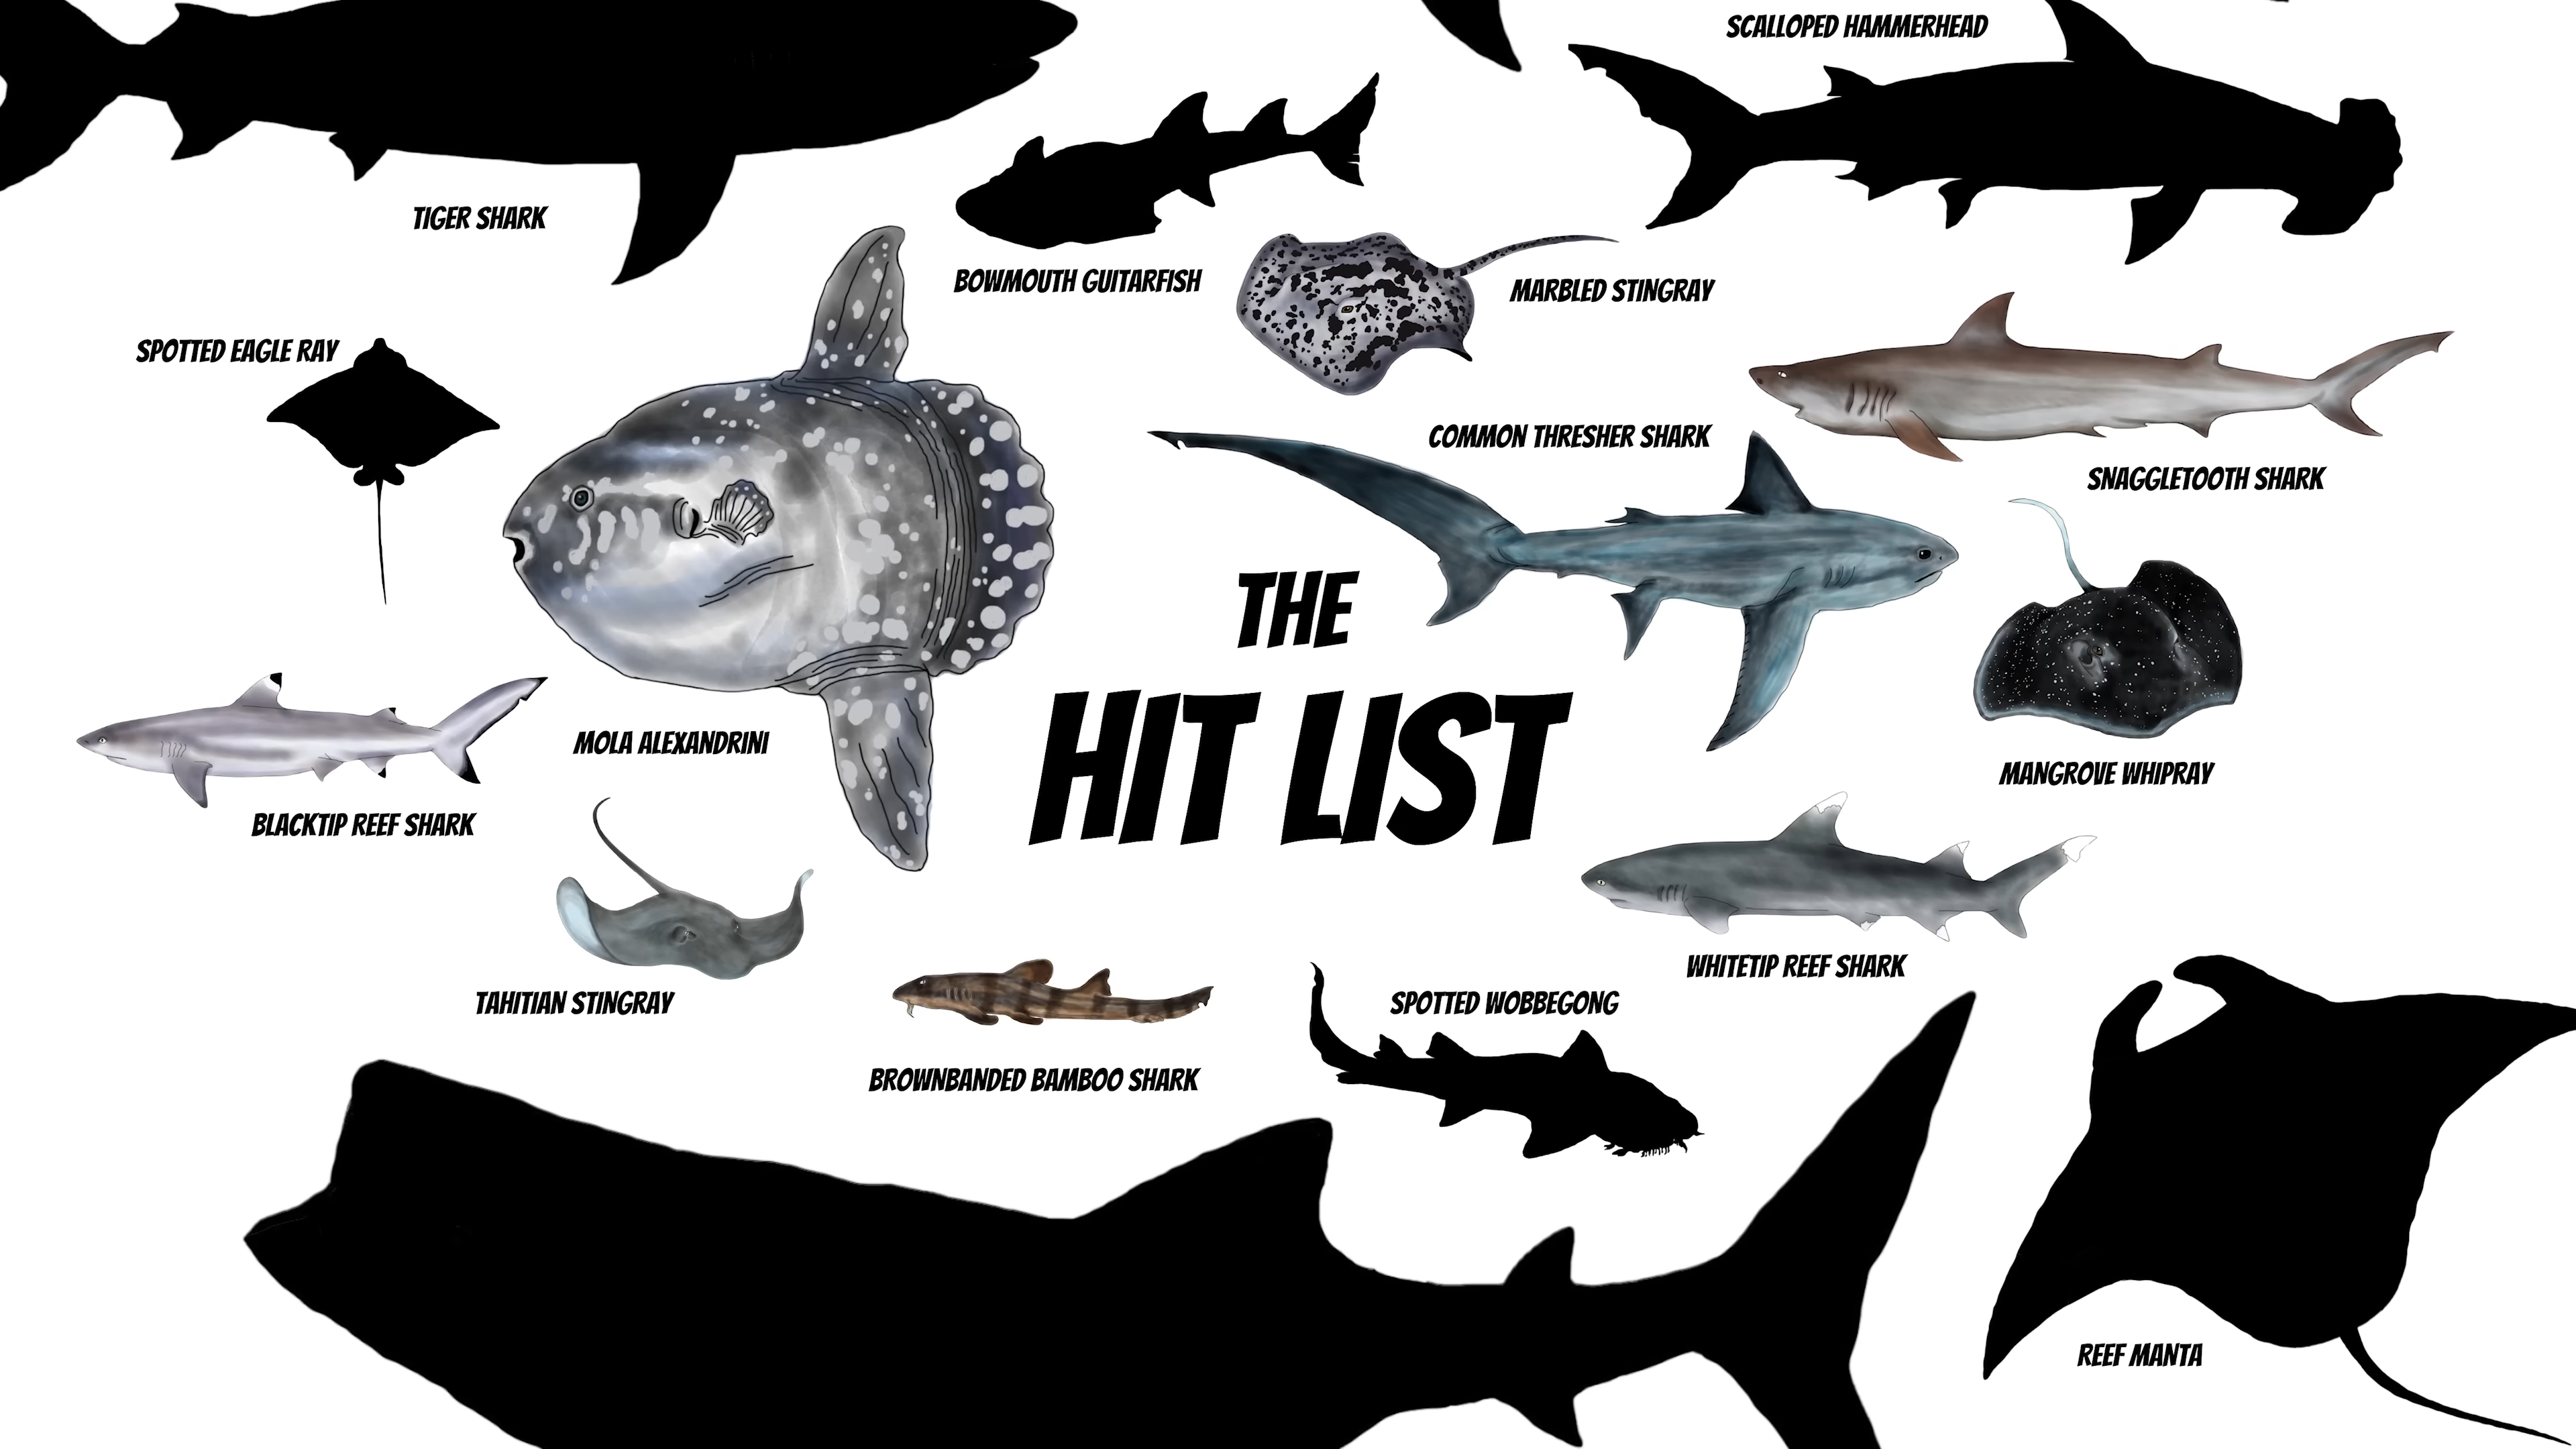 SCALLOPED HAMMERHEAD
TIGER SHARK
BOWMOUTH GUITARFISH
MARBLED STINGRAY
SPOTTED EAGLE RAY
COMMON THRESHER SHARK
SNAGGLETOOTH SHARK
THE
HIT LIST
MOLA ALEXANDRINI
MANGROVE WHIPRAY
BLACKTIP REEF SHARK
WHITETIP REEF SHARK
TAHITIAN STINGRAY
SPOTTED WOBBEGONG
BROWNBANDED BAMBOO SHARK
REEF MANTA